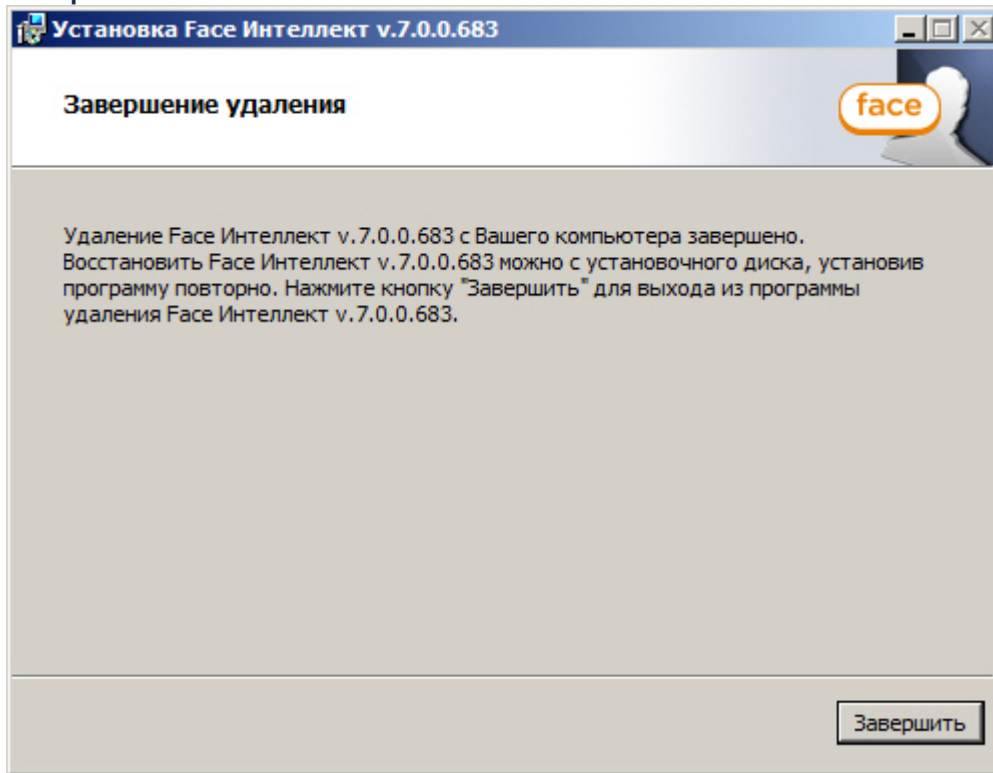 Установка Face Интеллект v.7.0.0.683
Завершение удаления
face
Удаление Face Интеллект v.7.0.0.683 с Вашего компьютера завершено.
Восстановить Face Интеллект v.7.0.0.683 можно с установочного диска, установив
программу повторно. Нажмите кнопку "Завершить" для выхода из программы
удаления Face Интеллект v.7.0.0.683.
Завершить